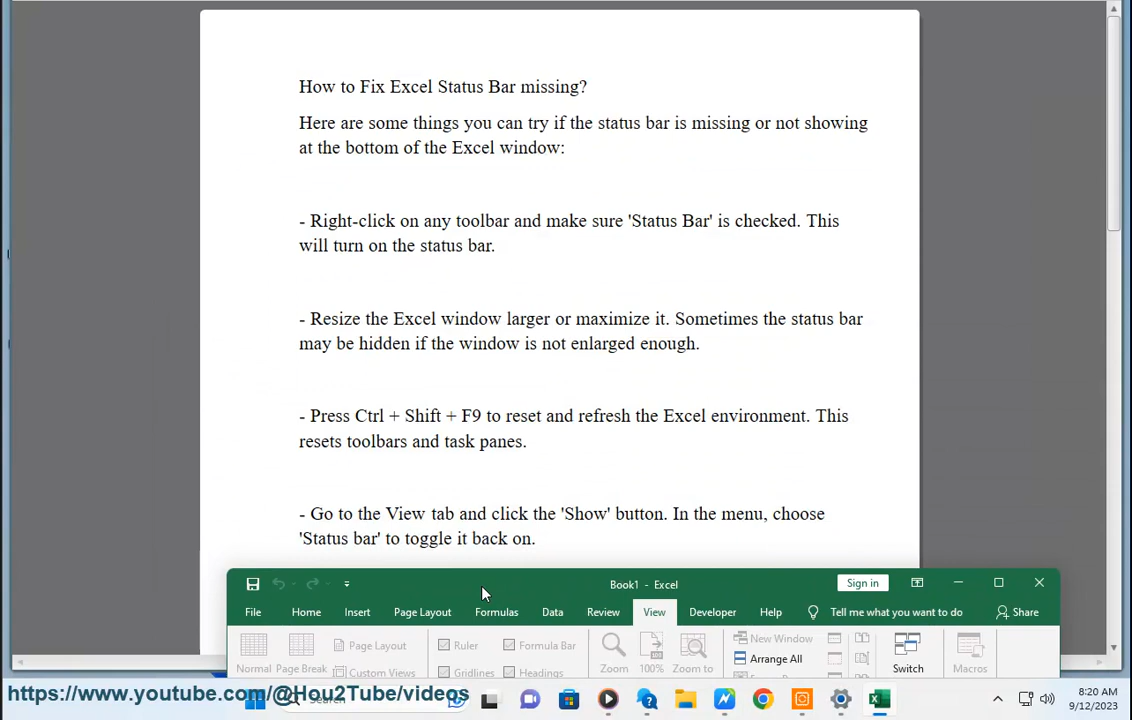 How to Fix Excel Status Bar missing?
Here are some things you can try if the status bar is missing or not showing
at the bottom of the Excel window:
- Right-click on any toolbar and make sure 'Status Bar' is checked. This
will turn on the status bar.
- Resize the Excel window larger or maximize it. Sometimes the status bar
may be hidden if the window is not enlarged enough.
- Press Ctrl + Shift + F9 to reset and refresh the Excel environment. This
resets toolbars and task panes.
- Go to the View tab and click the 'Show' button. In the menu, choose
'Status bar' to toggle it back on.
Book1 - Excel
Sign in
File Home Insert Page Layout Formulas Data Review View Developer Help Tell me what you want to do Share
Page Layout Ruler Formula Bar New Window
Normal Page Break Zoom 100% Zoom to Arrange All Switch Macros
Custom Views Gridlines Headings
https://www.youtube.com/@Hou2Tube/videos
8:20 AM
9/12/2023